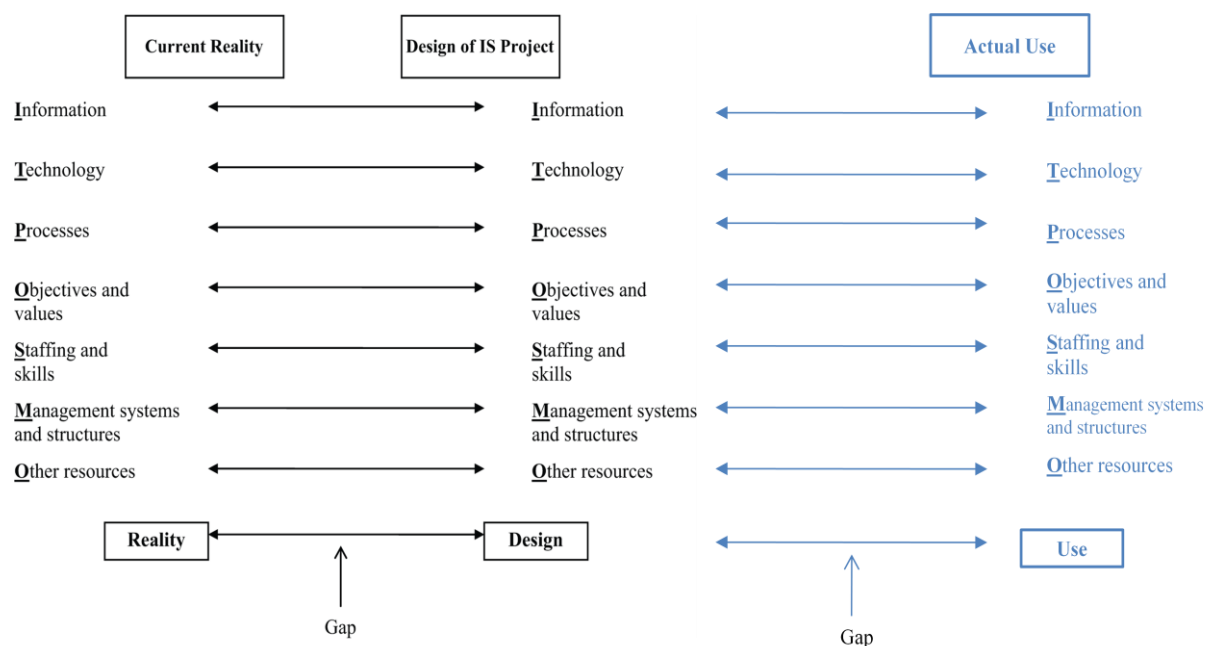 Current Reality
Design of IS Project
Actual Use
Information
Information
Information
Technology
Technology
Technology
Processes
Processes
Processes
Objectives and
values
Objectives and
values
Objectives and
values
Staffing and
skills
Staffing and
skills
Staffing and
skills
Management systems
and structures
Management systems
and structures
Management systems
and structures
Other resources
Other resources
Other resources
Reality
Design
Use
Gap
Gap